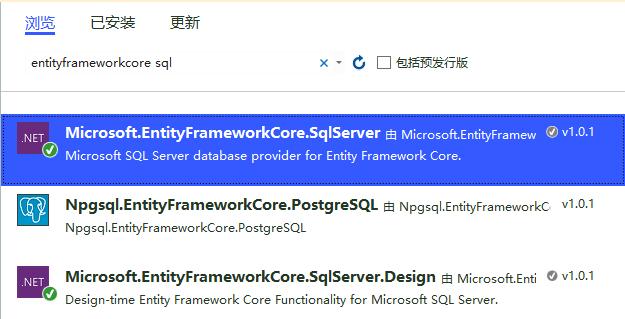 浏览 已安装 更新
entityframeworkcore sql 包括预发行版
.NET Microsoft.EntityFrameworkCore.SqlServer 由 Microsoft.EntityFramew v1.0.1
Microsoft SQL Server database provider for Entity Framework Core.
Npgsql.EntityFrameworkCore.PostgreSQL 由 Npgsql.EntityFrameworkC v1.0.1
Npgsql.EntityFrameworkCore.PostgreSQL
.NET Microsoft.EntityFrameworkCore.SqlServer.Design 由 Microsoft.Enti v1.0.1
Design-time Entity Framework Core Functionality for Microsoft SQL Server.